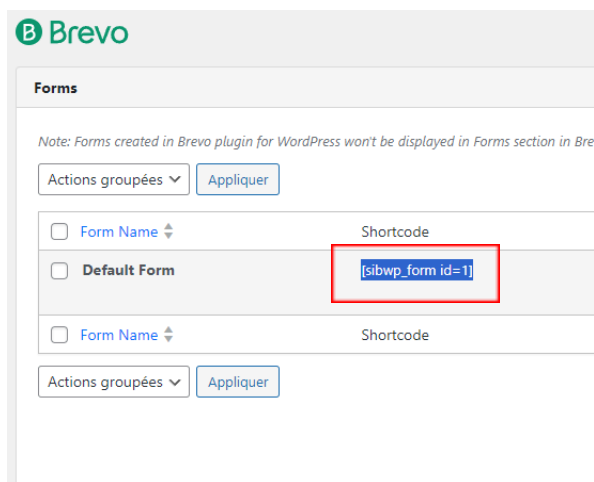 B Brevo
Forms
Note: Forms created in Brevo plugin for WordPress won't be displayed in Forms section in Bre
Actions groupées Appliquer
Form Name Shortcode
Default Form [sibwp_form id=1]
Form Name Shortcode
Actions groupées Appliquer